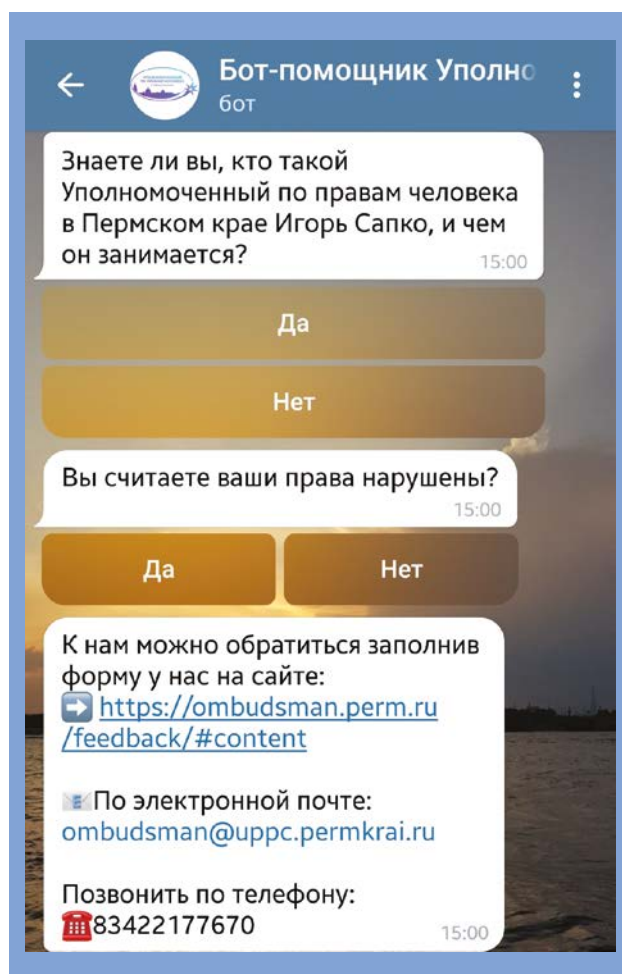 Бот-помощник Уполно
бот
Знаете ли вы, кто такой
Уполномоченный по правам человека
в Пермском крае Игорь Сапко, и чем
он занимается?
15:00
Да
Нет
Вы считаете ваши права нарушены?
15:00
Да Нет
К нам можно обратиться заполнив
форму у нас на сайте:
➡️ https://ombudsman.perm.ru
/feedback/#content
📧По электронной почте:
ombudsman@uppc.permkrai.ru
Позвонить по телефону:
☎️83422177670
15:00